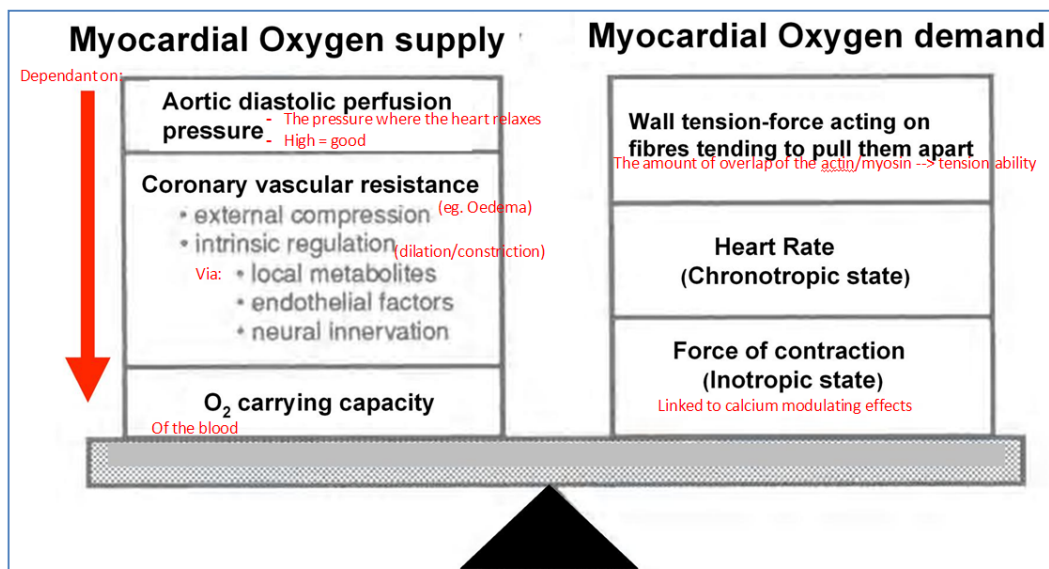 Myocardial Oxygen supply
Dependant on:
Aortic diastolic perfusion
pressure
- The pressure where the heart relaxes
- High = good
Coronary vascular resistance
• external compression (eg. Oedema)
• intrinsic regulation (dilation/constriction)
Via: • local metabolites
• endothelial factors
• neural innervation
O₂ carrying capacity
Of the blood
Myocardial Oxygen demand
Wall tension-force acting on
fibres tending to pull them apart
The amount of overlap of the actin/myosin --> tension ability
Heart Rate
(Chronotropic state)
Force of contraction
(Inotropic state)
Linked to calcium modulating effects